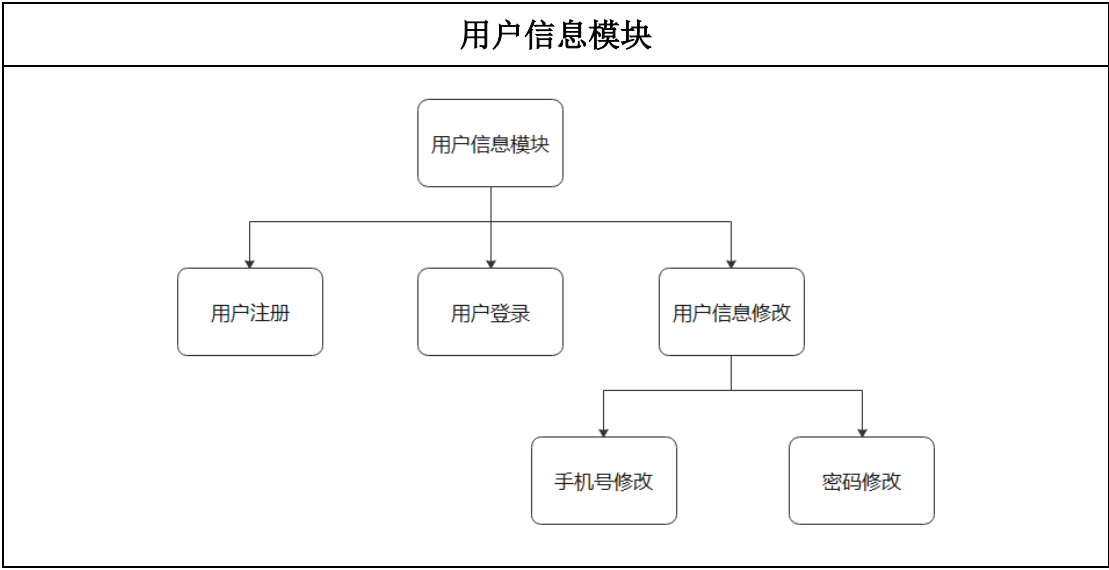 用户信息模块
用户信息模块
用户注册
用户登录
用户信息修改
手机号修改
密码修改